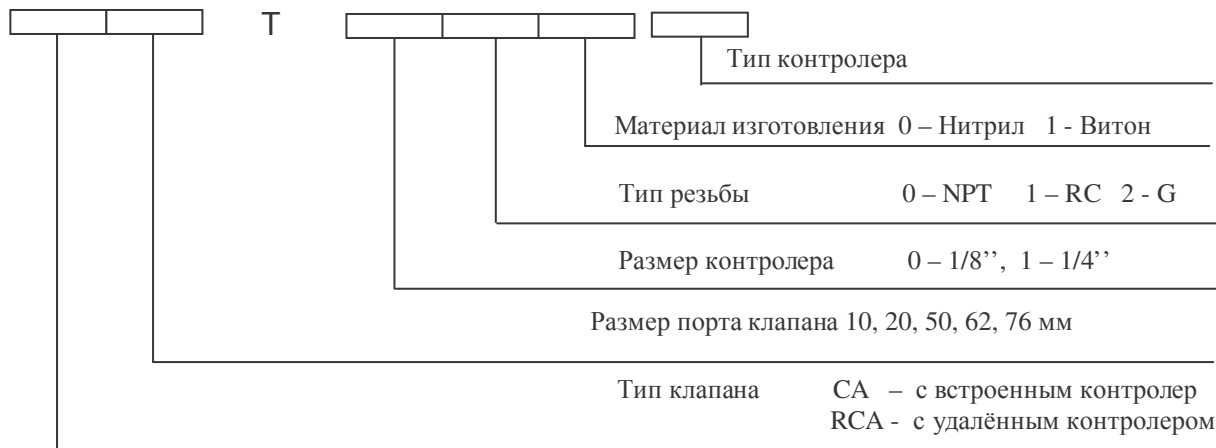 T
Тип контролера
Материал изготовления 0 – Нитрил 1 - Витон
Тип резьбы 0 – NPT 1 – RC 2 - G
Размер контролера 0 – 1/8’’, 1 – 1/4’’
Размер порта клапана 10, 20, 50, 62, 76 мм
Тип клапана CA – с встроенным контролер
RCA - с удалённым контролером